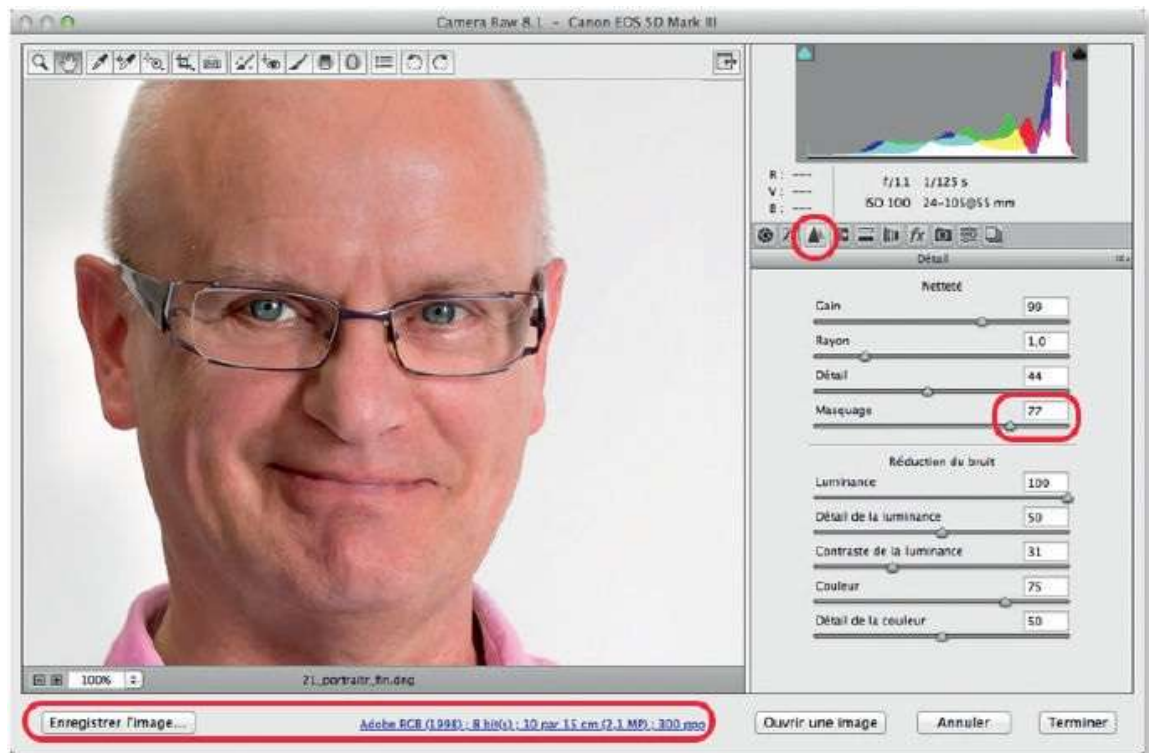 Camera Raw 8.1 - Canon EOS 5D Mark III
R : ---
V : ---
B : ---
f/11 1/125 s
ISO 100 24-105@55 mm
fx
Détail
Netteté
Gain 99
Rayon 1,0
Détail 44
Masquage 77
Réduction du bruit
Luminance 100
Détail de la luminance 50
Contraste de la luminance 31
Couleur 75
Détail de la couleur 50
100% 21_portraitr_fin.dng
Enregistrer l'image... Adobe RGB (1998) ; 8 bit(s) ; 10 par 15 cm (2,1 MP) ; 300 ppp
Ouvrir une image Annuler Terminer